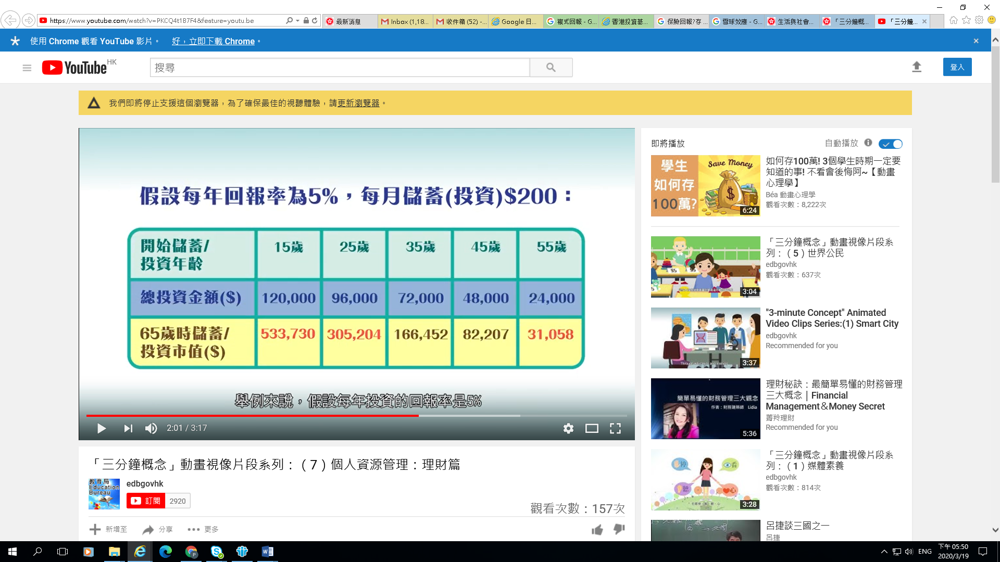 https://www.youtube.com/watch?v=PKCQ4t1B7F4&feature=youtu.be
最新消息
Inbox (1,18...
收件箱 (52) -...
Google 日...
複式回報 - G...
香港投資基...
保險回報?存 ...
雪球效應 - G...
生活與社會...
「三分鐘概...
「三分鐘...
使用 Chrome 觀看 YouTube 影片。 好,立即下載 Chrome。
YouTube HK
搜尋
登入
我們即將停止支援這個瀏覽器,為了確保最佳的視聽體驗,請更新瀏覽器。
假設每年回報率為5%,每月儲蓄(投資)$200:
開始儲蓄/
投資年齡
15歲 25歲 35歲 45歲 55歲
總投資金額($) 120,000 96,000 72,000 48,000 24,000
65歲時儲蓄/
投資市值($)
533,730 305,204 166,452 82,207 31,058
舉例來說,假設每年投資的回報率是5%
2:01 / 3:17
「三分鐘概念」動畫視像片段系列:(7)個人資源管理:理財篇
教育局
Education
Bureau
edbgovhk
訂閱 2920
觀看次數:157次
新增至 分享 更多
即將播放
自動播放
學生
如何存
100萬?
Save Money
$
6:24
如何存100萬! 3個學生時期一定要
知道的事! 不看會後悔阿~【動畫
心理學】
Béa 動畫心理學
觀看次數:8,222次
3:04
「三分鐘概念」動畫視像片段系
列:(5)世界公民
edbgovhk
觀看次數:637次
3:37
"3-minute Concept" Animated
Video Clips Series:(1) Smart City
edbgovhk
Recommended for you
簡單易懂的財務管理三大觀念
作者:財務建築師 Lidia
5:36
理財秘訣:最簡單易懂的財務管理
三大概念│Financial
Management＆Money Secret
菁羚理財
Recommended for you
停
看
心
3:28
「三分鐘概念」動畫視像片段系
列:(1)媒體素養
edbgovhk
觀看次數:814次
呂捷談三國之一
呂捷
ENG
下午 05:50
2020/3/19